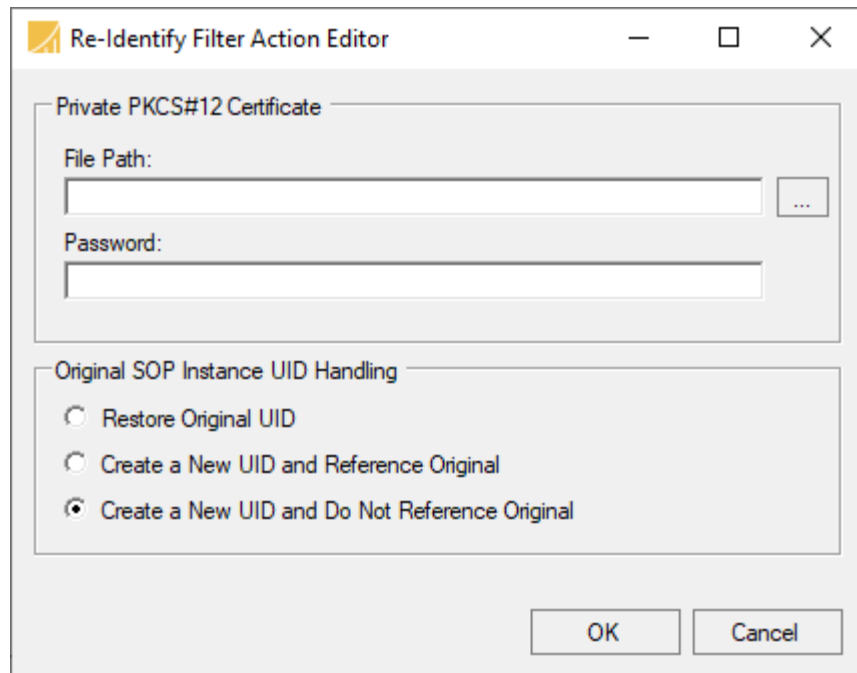 Re-Identify Filter Action Editor
Private PKCS#12 Certificate
File Path:
...
Password:
Original SOP Instance UID Handling
Restore Original UID
Create a New UID and Reference Original
Create a New UID and Do Not Reference Original
OK
Cancel